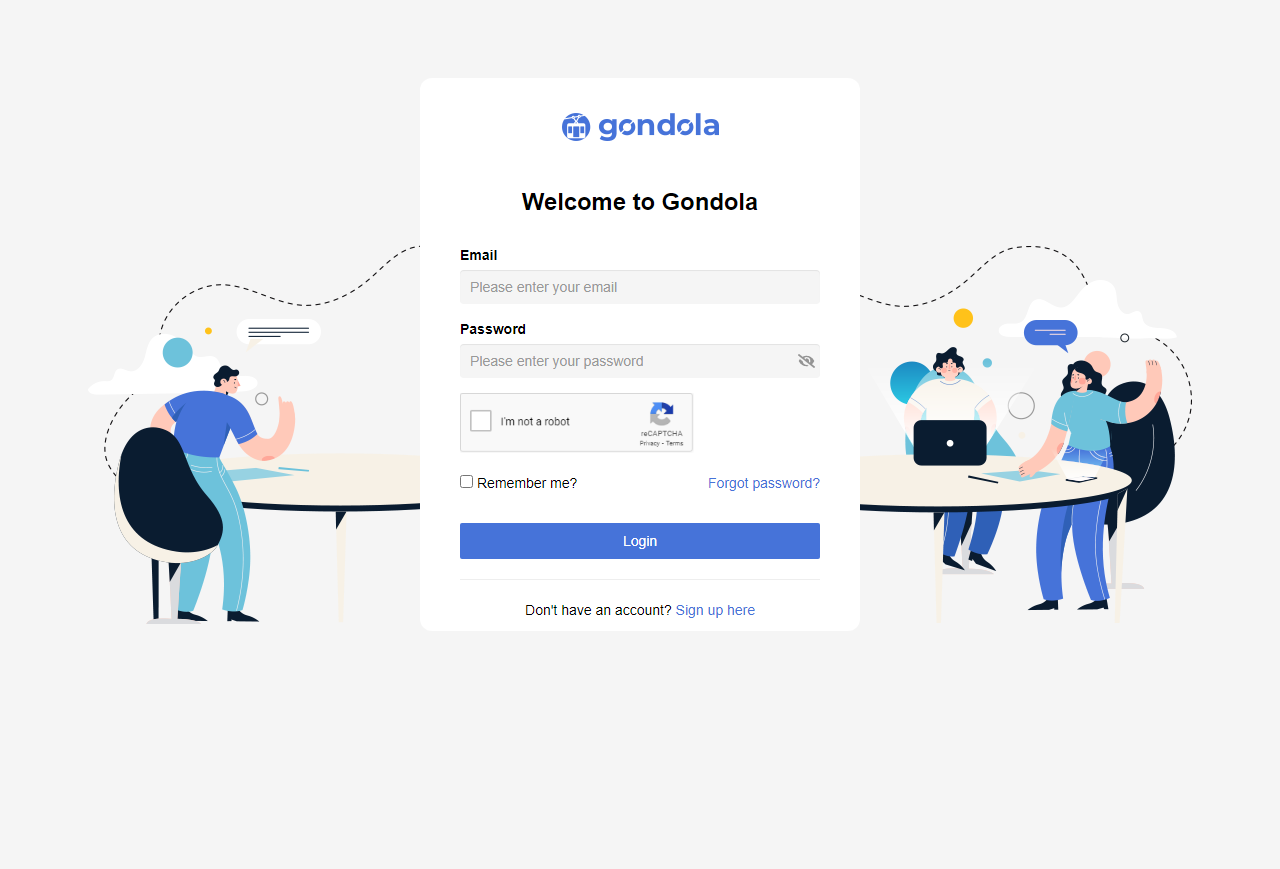 gondola
Welcome to Gondola
Email
Please enter your email
Password
Please enter your password
I'm not a robot
reCAPTCHA
Privacy - Terms
Remember me? Forgot password?
Login
Don't have an account? Sign up here